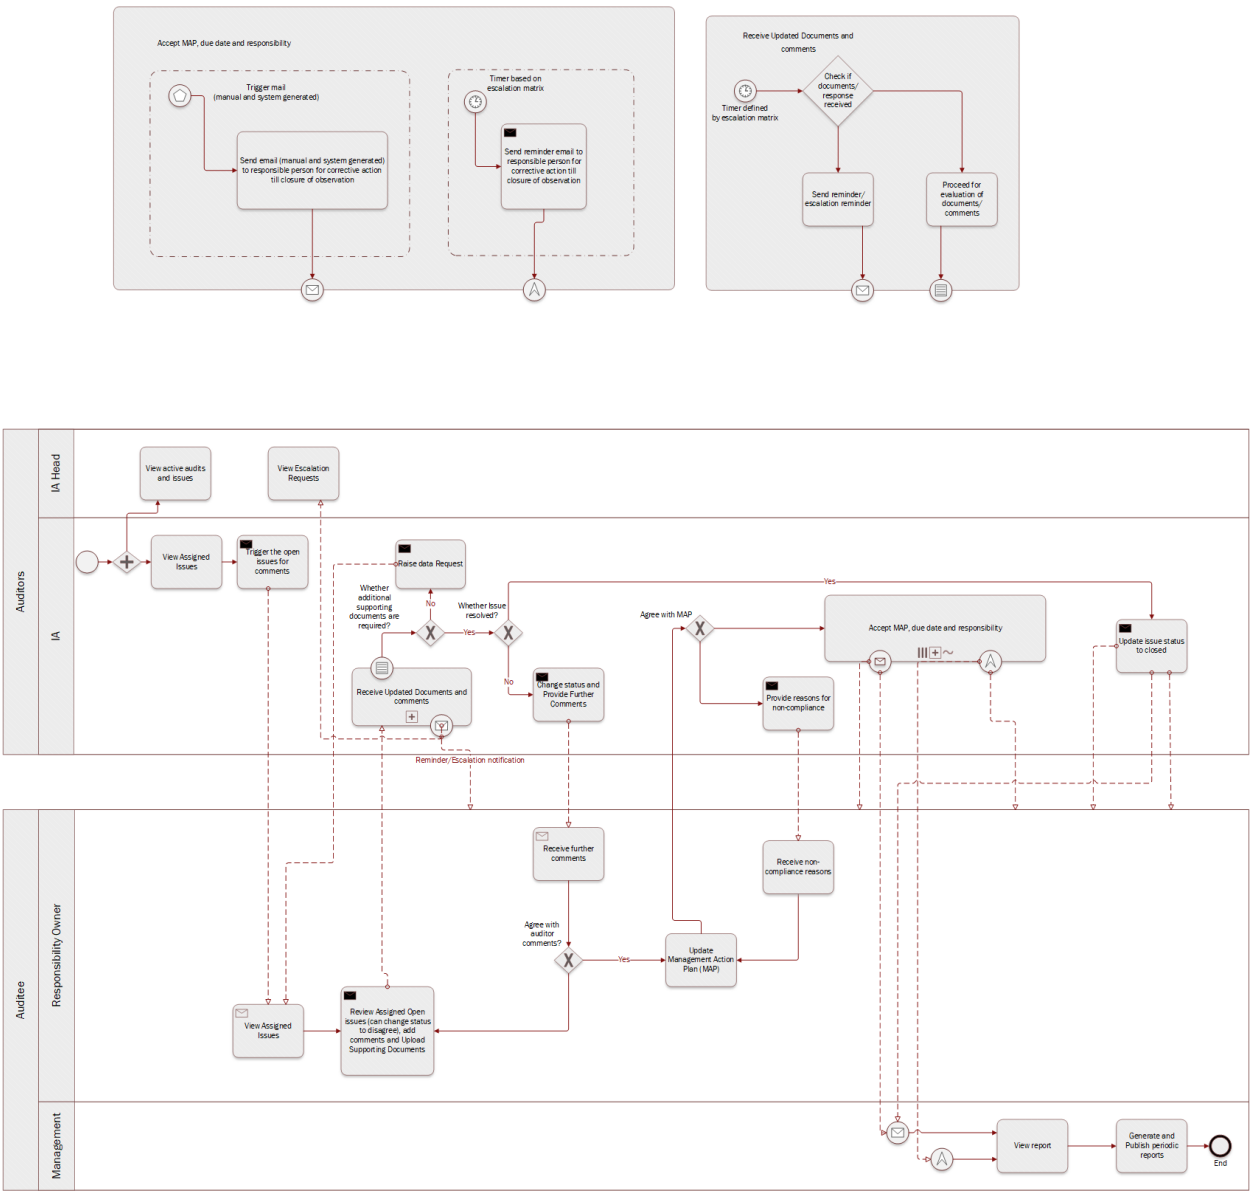 Accept MAP, due date and responsibility
Trigger mail
(manual and system generated)
Send email (manual and system generated)
to responsible person for corrective action
till closure of observation
Timer based on
escalation matrix
Send reminder email to
responsible person for
corrective action till
closure of observation
Receive Updated Documents and
comments
Timer defined
by escalation matrix
Check if
documents/
response
received
Send reminder/
escalation reminder
Proceed for
evaluation of
documents/
comments
Auditors
IA Head
View active audits
and issues
View Escalation
Requests
IA
View Assigned
Issues
Trigger the open
issues for
comments
Whether
additional
supporting
documents are
required?
Raise data Request
No
Yes
Whether Issue
resolved?
Yes
No
Receive Updated Documents and
comments
Reminder/Escalation notification
Change status and
Provide Further
Comments
Agree with MAP
Provide reasons for
non-compliance
Accept MAP, due date and responsibility
Update issue status
to closed
Auditee
Responsibility Owner
Receive further
comments
Agree with
auditor
comments?
Yes
Update
Management Action
Plan (MAP)
Receive non-
compliance reasons
View Assigned
Issues
Review Assigned Open
issues (can change status
to disagree), add
comments and Upload
Supporting Documents
Management
View report
Generate and
Publish periodic
reports
End